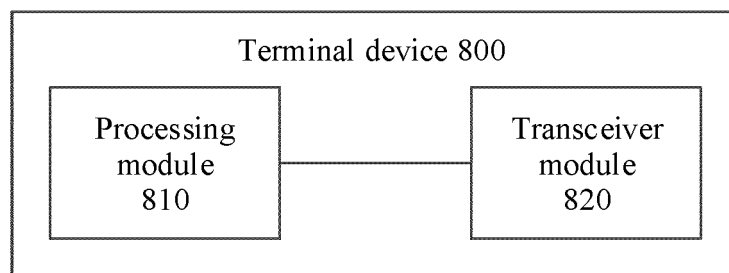 Terminal device 800
Processing
module
810
Transceiver
module
820